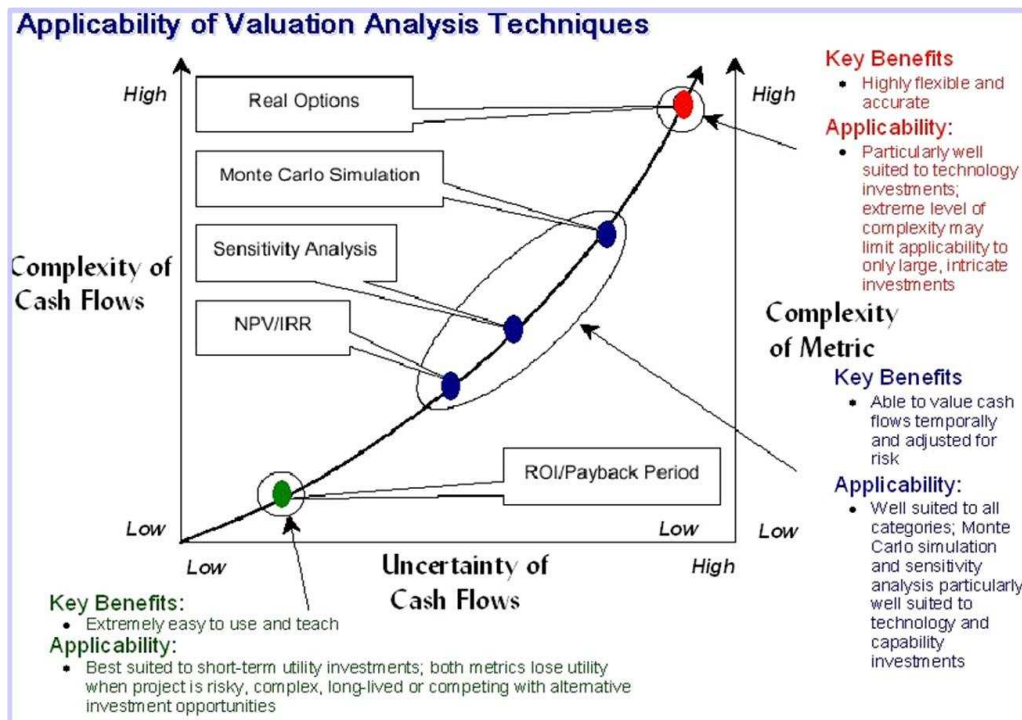 Applicability of Valuation Analysis Techniques
High
Real Options
Monte Carlo Simulation
Sensitivity Analysis
NPV/IRR
ROI/Payback Period
Complexity of
Cash Flows
Low
Low
Uncertainty of
Cash Flows
High
Low
Low
High
Complexity
of Metric
Key Benefits
• Highly flexible and
accurate
Applicability:
• Particularly well
suited to technology
investments;
extreme level of
complexity may
limit applicability to
only large, intricate
investments
Key Benefits
• Able to value cash
flows temporally
and adjusted for
risk
Applicability:
• Well suited to all
categories; Monte
Carlo simulation
and sensitivity
analysis particularly
well suited to
technology and
capability
investments
Key Benefits:
• Extremely easy to use and teach
Applicability:
• Best suited to short-term utility investments; both metrics lose utility
when project is risky, complex, long-lived or competing with alternative
investment opportunities